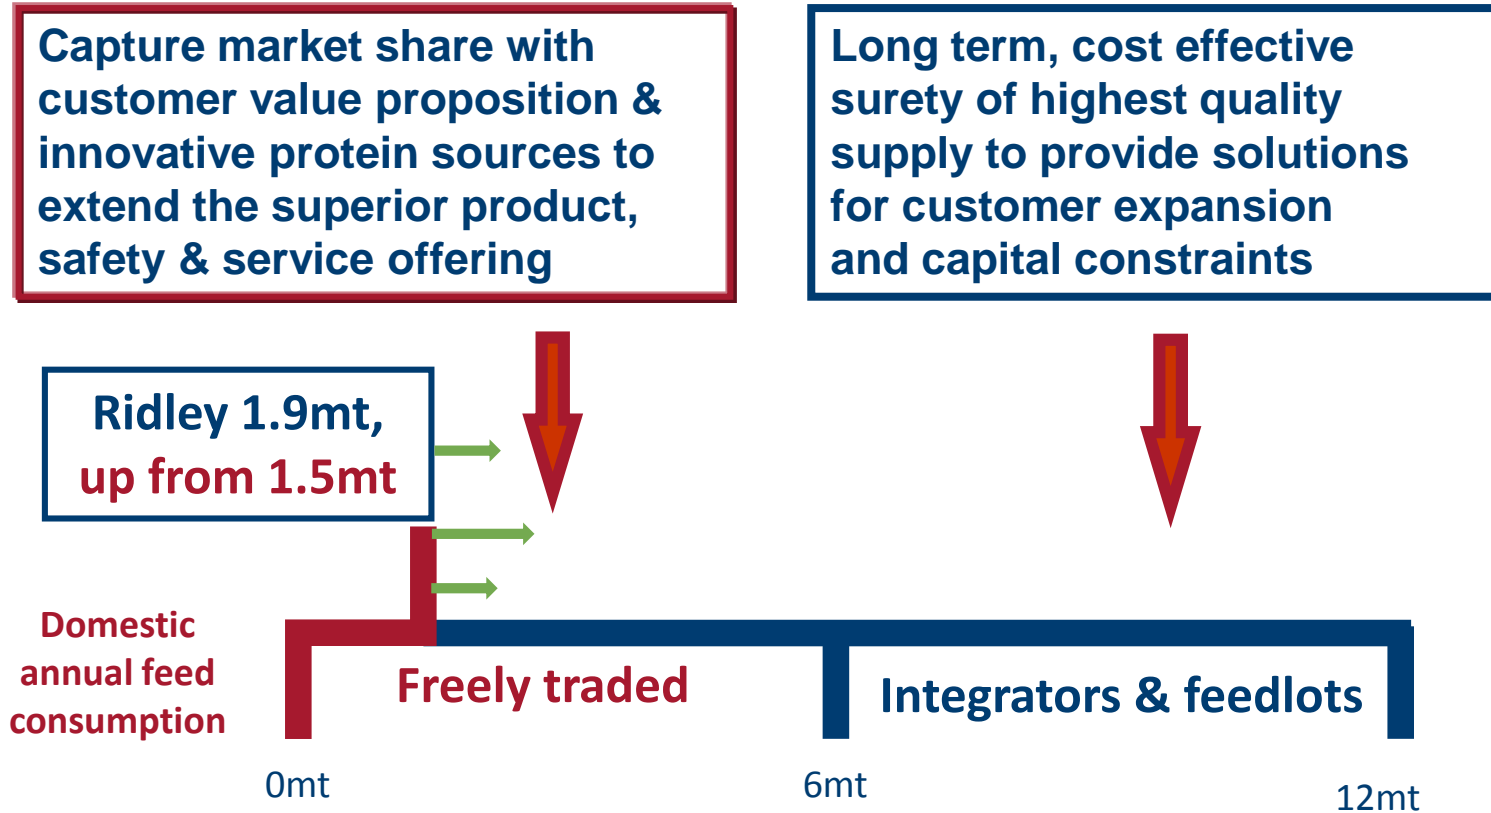 Capture market share with
customer value proposition &
innovative protein sources to
extend the superior product,
safety & service offering
Long term, cost effective
surety of highest quality
supply to provide solutions
for customer expansion
and capital constraints
Ridley 1.9mt,
up from 1.5mt
Domestic
annual feed
consumption
Freely traded
Integrators & feedlots
0mt
6mt
12mt